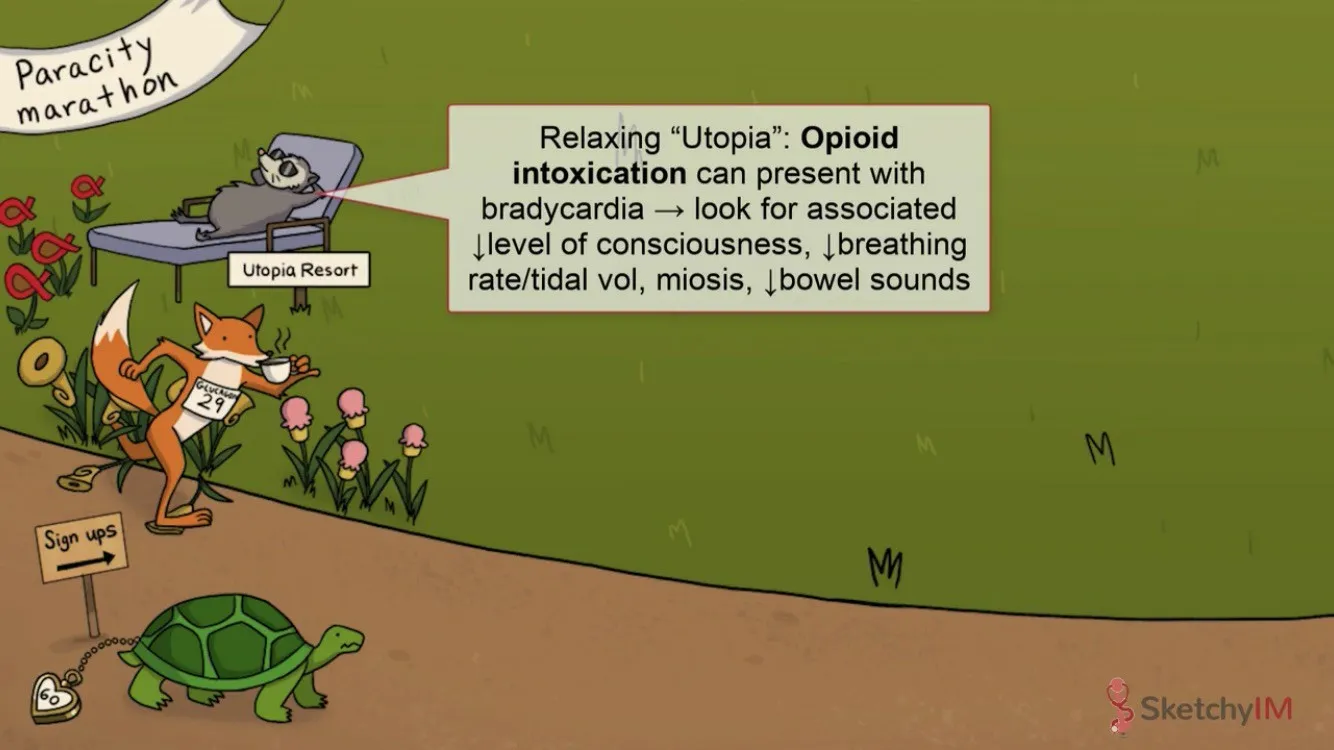 Paracity
marathon
Relaxing “Utopia”: Opioid
intoxication can present with
bradycardia → look for associated
↓level of consciousness, ↓breathing
rate/tidal vol, miosis, ↓bowel sounds
Utopia Resort
GLUCAGON
29
Sign ups
60
SketchyIM